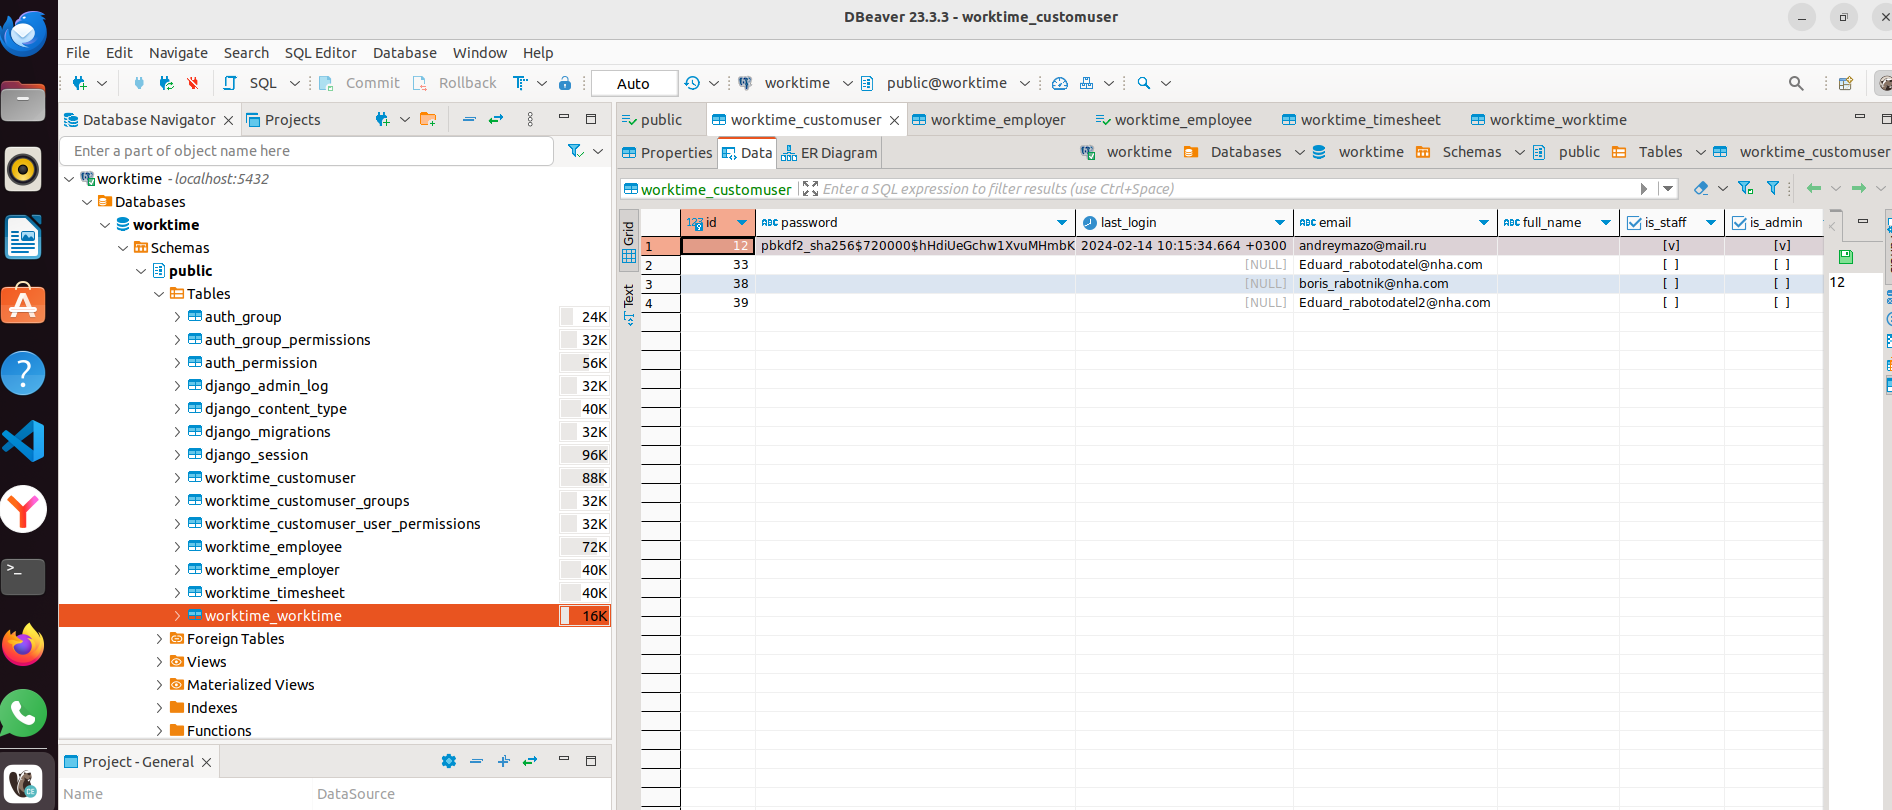 DBeaver 23.3.3 - worktime_customuser
File Edit Navigate Search SQL Editor Database Window Help
SQL Commit Rollback Auto worktime public@worktime
Database Navigator Projects
Enter a part of object name here
worktime - localhost:5432
Databases
worktime
Schemas
public
Tables
auth_group 24K
auth_group_permissions 32K
auth_permission 56K
django_admin_log 32K
django_content_type 40K
django_migrations 32K
django_session 96K
worktime_customuser 88K
worktime_customuser_groups 32K
worktime_customuser_user_permissions 32K
worktime_employee 72K
worktime_employer 40K
worktime_timesheet 40K
worktime_worktime 16K
Foreign Tables
Views
Materialized Views
Indexes
Functions
Project - General
Name DataSource
public worktime_customuser worktime_employer worktime_employee worktime_timesheet worktime_worktime
Properties Data ER Diagram worktime Databases worktime Schemas public Tables worktime_customuser
worktime_customuser Enter a SQL expression to filter results (use Ctrl+Space)
Grid
Text
123 id ABC password last_login ABC email ABC full_name is_staff is_admin
1 12 pbkdf2_sha256$720000$hHdiUeGchw1XvuMHmbK 2024-02-14 10:15:34.664 +0300 andreymazo@mail.ru [v] [v]
2 33 [NULL] Eduard_rabotodatel@nha.com [ ] [ ]
3 38 [NULL] boris_rabotnik@nha.com [ ] [ ]
4 39 [NULL] Eduard_rabotodatel2@nha.com [ ] [ ]
12